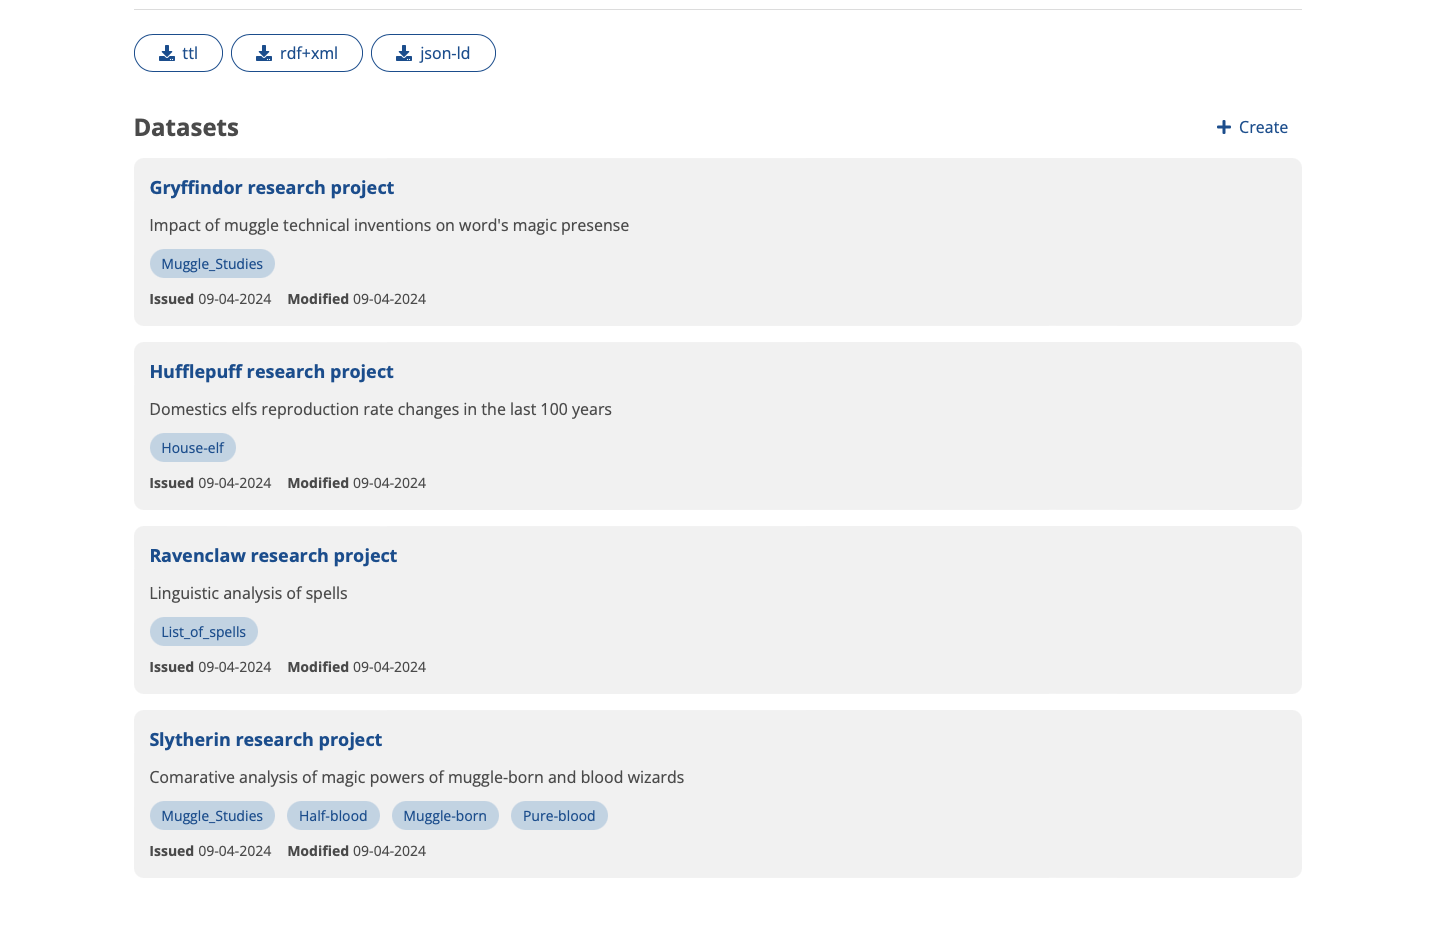 ttl rdf+xml json-ld
Datasets
Create
Gryffindor research project
Impact of muggle technical inventions on word's magic presense
Muggle_Studies
Issued 09-04-2024 Modified 09-04-2024
Hufflepuff research project
Domestics elfs reproduction rate changes in the last 100 years
House-elf
Issued 09-04-2024 Modified 09-04-2024
Ravenclaw research project
Linguistic analysis of spells
List_of_spells
Issued 09-04-2024 Modified 09-04-2024
Slytherin research project
Comarative analysis of magic powers of muggle-born and blood wizards
Muggle_Studies Half-blood Muggle-born Pure-blood
Issued 09-04-2024 Modified 09-04-2024